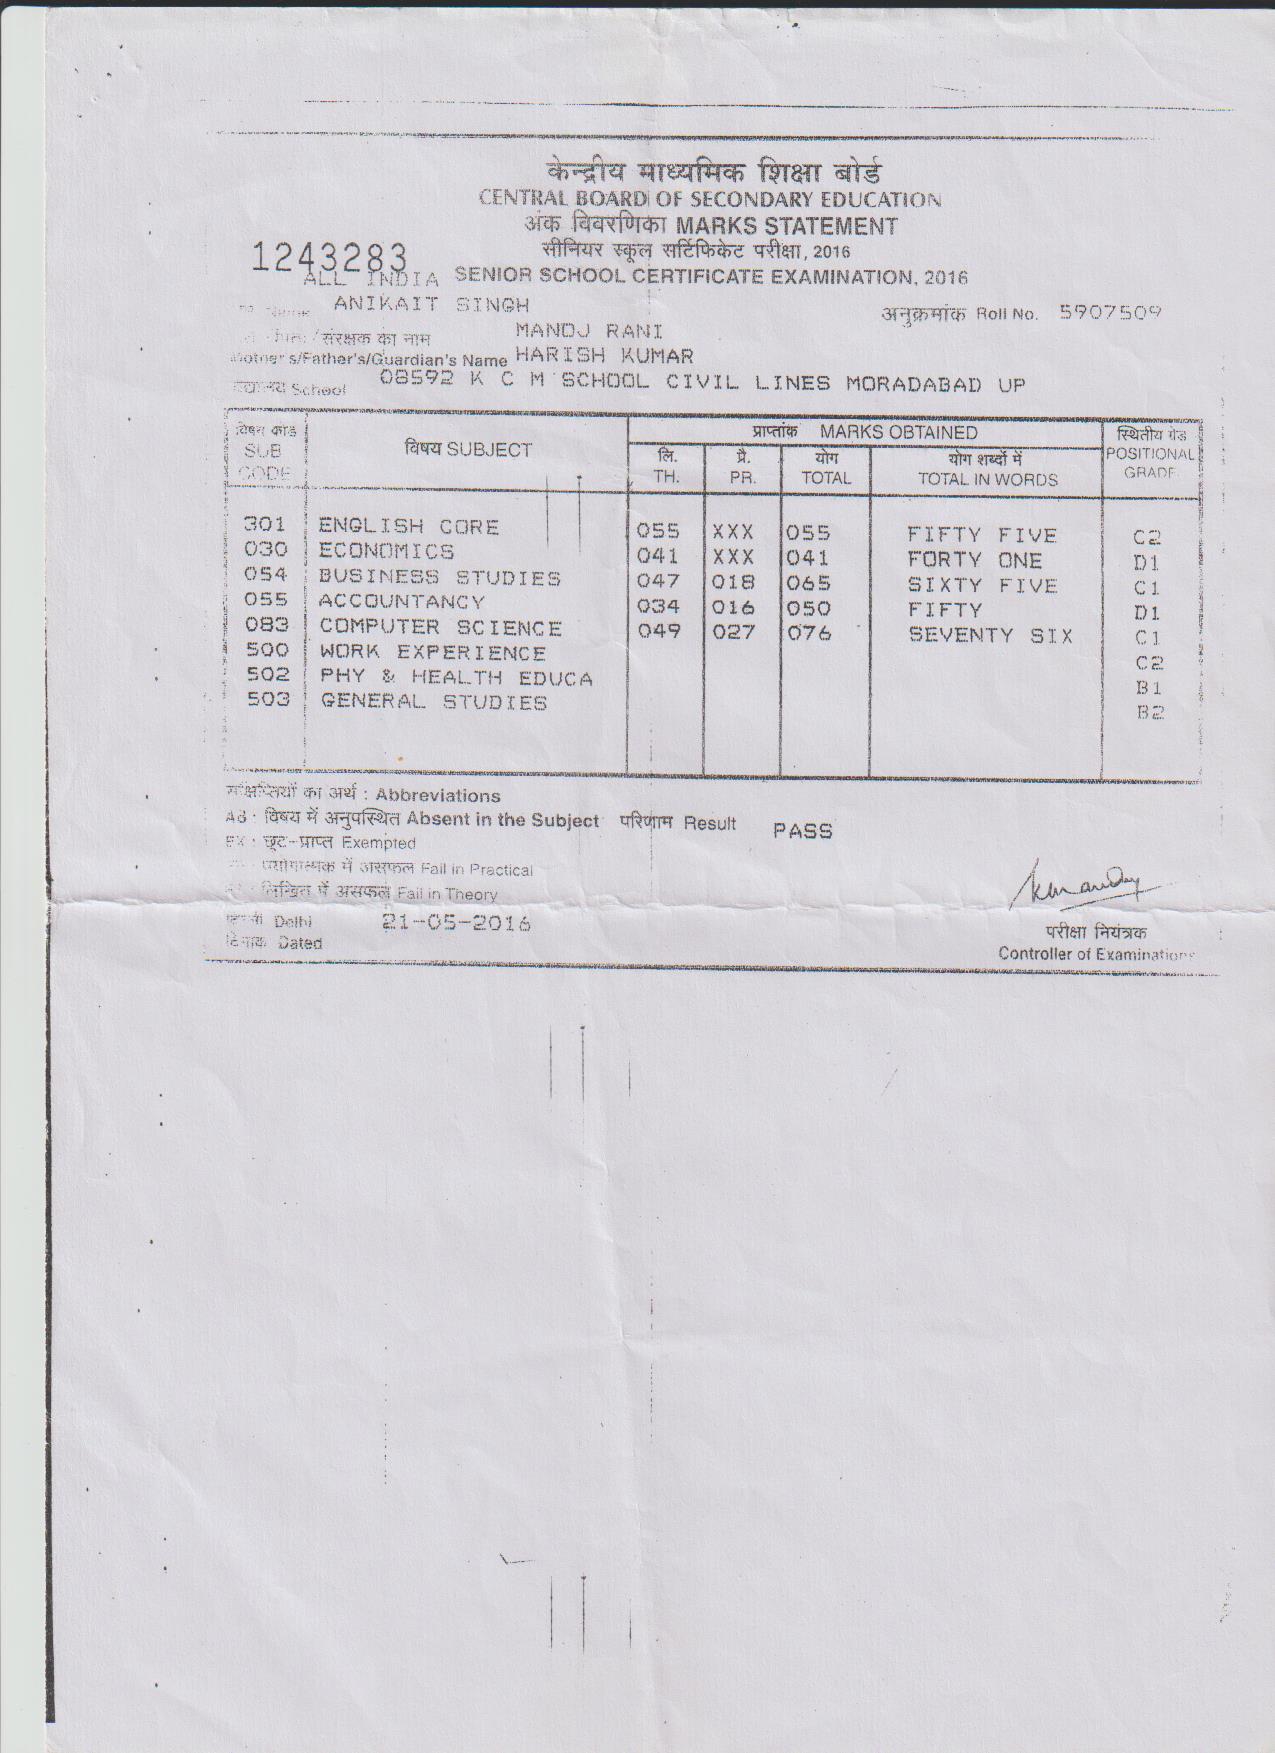 केन्द्रीय माध्यमिक शिक्षा बोर्ड
CENTRAL BOARD OF SECONDARY EDUCATION
अंक विवरणिका MARKS STATEMENT
सीनियर स्कूल सर्टिफिकेट परीक्षा, 2016
1243283
ALL INDIA SENIOR SCHOOL CERTIFICATE EXAMINATION, 2016
Name ANIKAIT SINGH
अनुक्रमांक Roll No. 5907509
/संरक्षक का नाम MANOJ RANI
Mother's/Father's/Guardian's Name HARISH KUMAR
School 08592 K C M SCHOOL CIVIL LINES MORADABAD UP
विषय कोड SUB CODE विषय SUBJECT प्राप्तांक MARKS OBTAINED स्थितीय ग्रेड POSITIONAL GRADE
लि. TH. प्रै. PR. योग TOTAL योग शब्दों में TOTAL IN WORDS
301 ENGLISH CORE 055 XXX 055 FIFTY FIVE C2
030 ECONOMICS 041 XXX 041 FORTY ONE D1
054 BUSINESS STUDIES 047 018 065 SIXTY FIVE C1
055 ACCOUNTANCY 034 016 050 FIFTY D1
083 COMPUTER SCIENCE 049 027 076 SEVENTY SIX C1
500 WORK EXPERIENCE C2
502 PHY & HEALTH EDUCA B1
503 GENERAL STUDIES B2
का अर्थ : Abbreviations
AB : विषय में अनुपस्थित Absent in the Subject परिणाम Result PASS
EX : छूट-प्राप्त Exempted
में असफल Fail in Practical
लिखित में असफल Fail in Theory
Delhi
दिनांक Dated 21-05-2016
परीक्षा नियंत्रक
Controller of Examinations